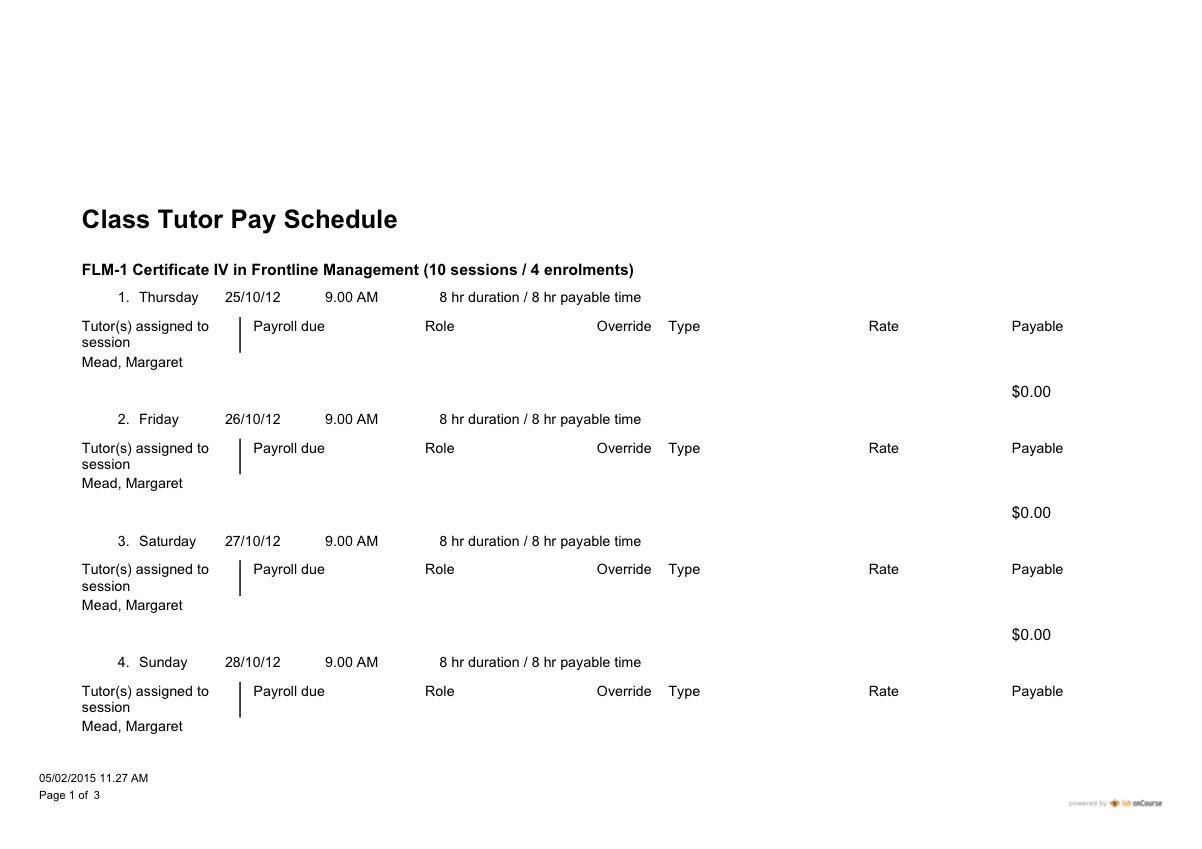 Class Tutor Pay Schedule
FLM-1 Certificate IV in Frontline Management (10 sessions / 4 enrolments)
1. Thursday 25/10/12 9.00 AM 8 hr duration / 8 hr payable time
Tutor(s) assigned to session Payroll due Role Override Type Rate Payable
Mead, Margaret
$0.00
2. Friday 26/10/12 9.00 AM 8 hr duration / 8 hr payable time
Tutor(s) assigned to session Payroll due Role Override Type Rate Payable
Mead, Margaret
$0.00
3. Saturday 27/10/12 9.00 AM 8 hr duration / 8 hr payable time
Tutor(s) assigned to session Payroll due Role Override Type Rate Payable
Mead, Margaret
$0.00
4. Sunday 28/10/12 9.00 AM 8 hr duration / 8 hr payable time
Tutor(s) assigned to session Payroll due Role Override Type Rate Payable
Mead, Margaret
05/02/2015 11.27 AM
Page 1 of 3
powered by ish onCourse